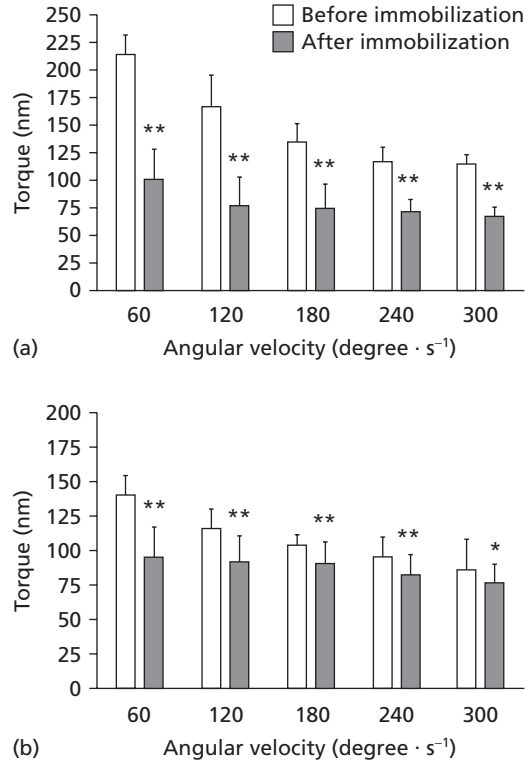 Before immobilization
After immobilization
250
225
200
175
150
125
100
75
50
25
0
Torque (nm)
** ** ** ** **
60 120 180 240 300
(a) Angular velocity (degree · s⁻¹)
200
175
150
125
100
75
50
25
0
Torque (nm)
** ** ** ** *
60 120 180 240 300
(b) Angular velocity (degree · s⁻¹)